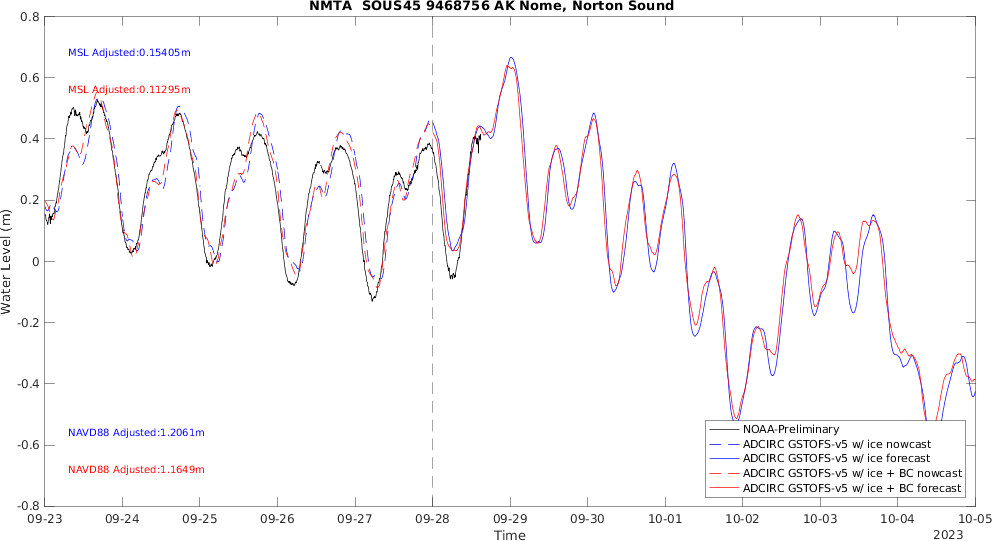 NMTA SOUS45 9468756 AK Nome, Norton Sound
0.8
0.6
0.4
0.2
0
-0.2
-0.4
-0.6
-0.8
Water Level (m)
MSL Adjusted:0.15405m
MSL Adjusted:0.11295m
NAVD88 Adjusted:1.2061m
NAVD88 Adjusted:1.1649m
NOAA-Preliminary
ADCIRC GSTOFS-v5 w/ ice nowcast
ADCIRC GSTOFS-v5 w/ ice forecast
ADCIRC GSTOFS-v5 w/ ice + BC nowcast
ADCIRC GSTOFS-v5 w/ ice + BC forecast
09-23 09-24 09-25 09-26 09-27 09-28 09-29 09-30 10-01 10-02 10-03 10-04 10-05
Time
2023